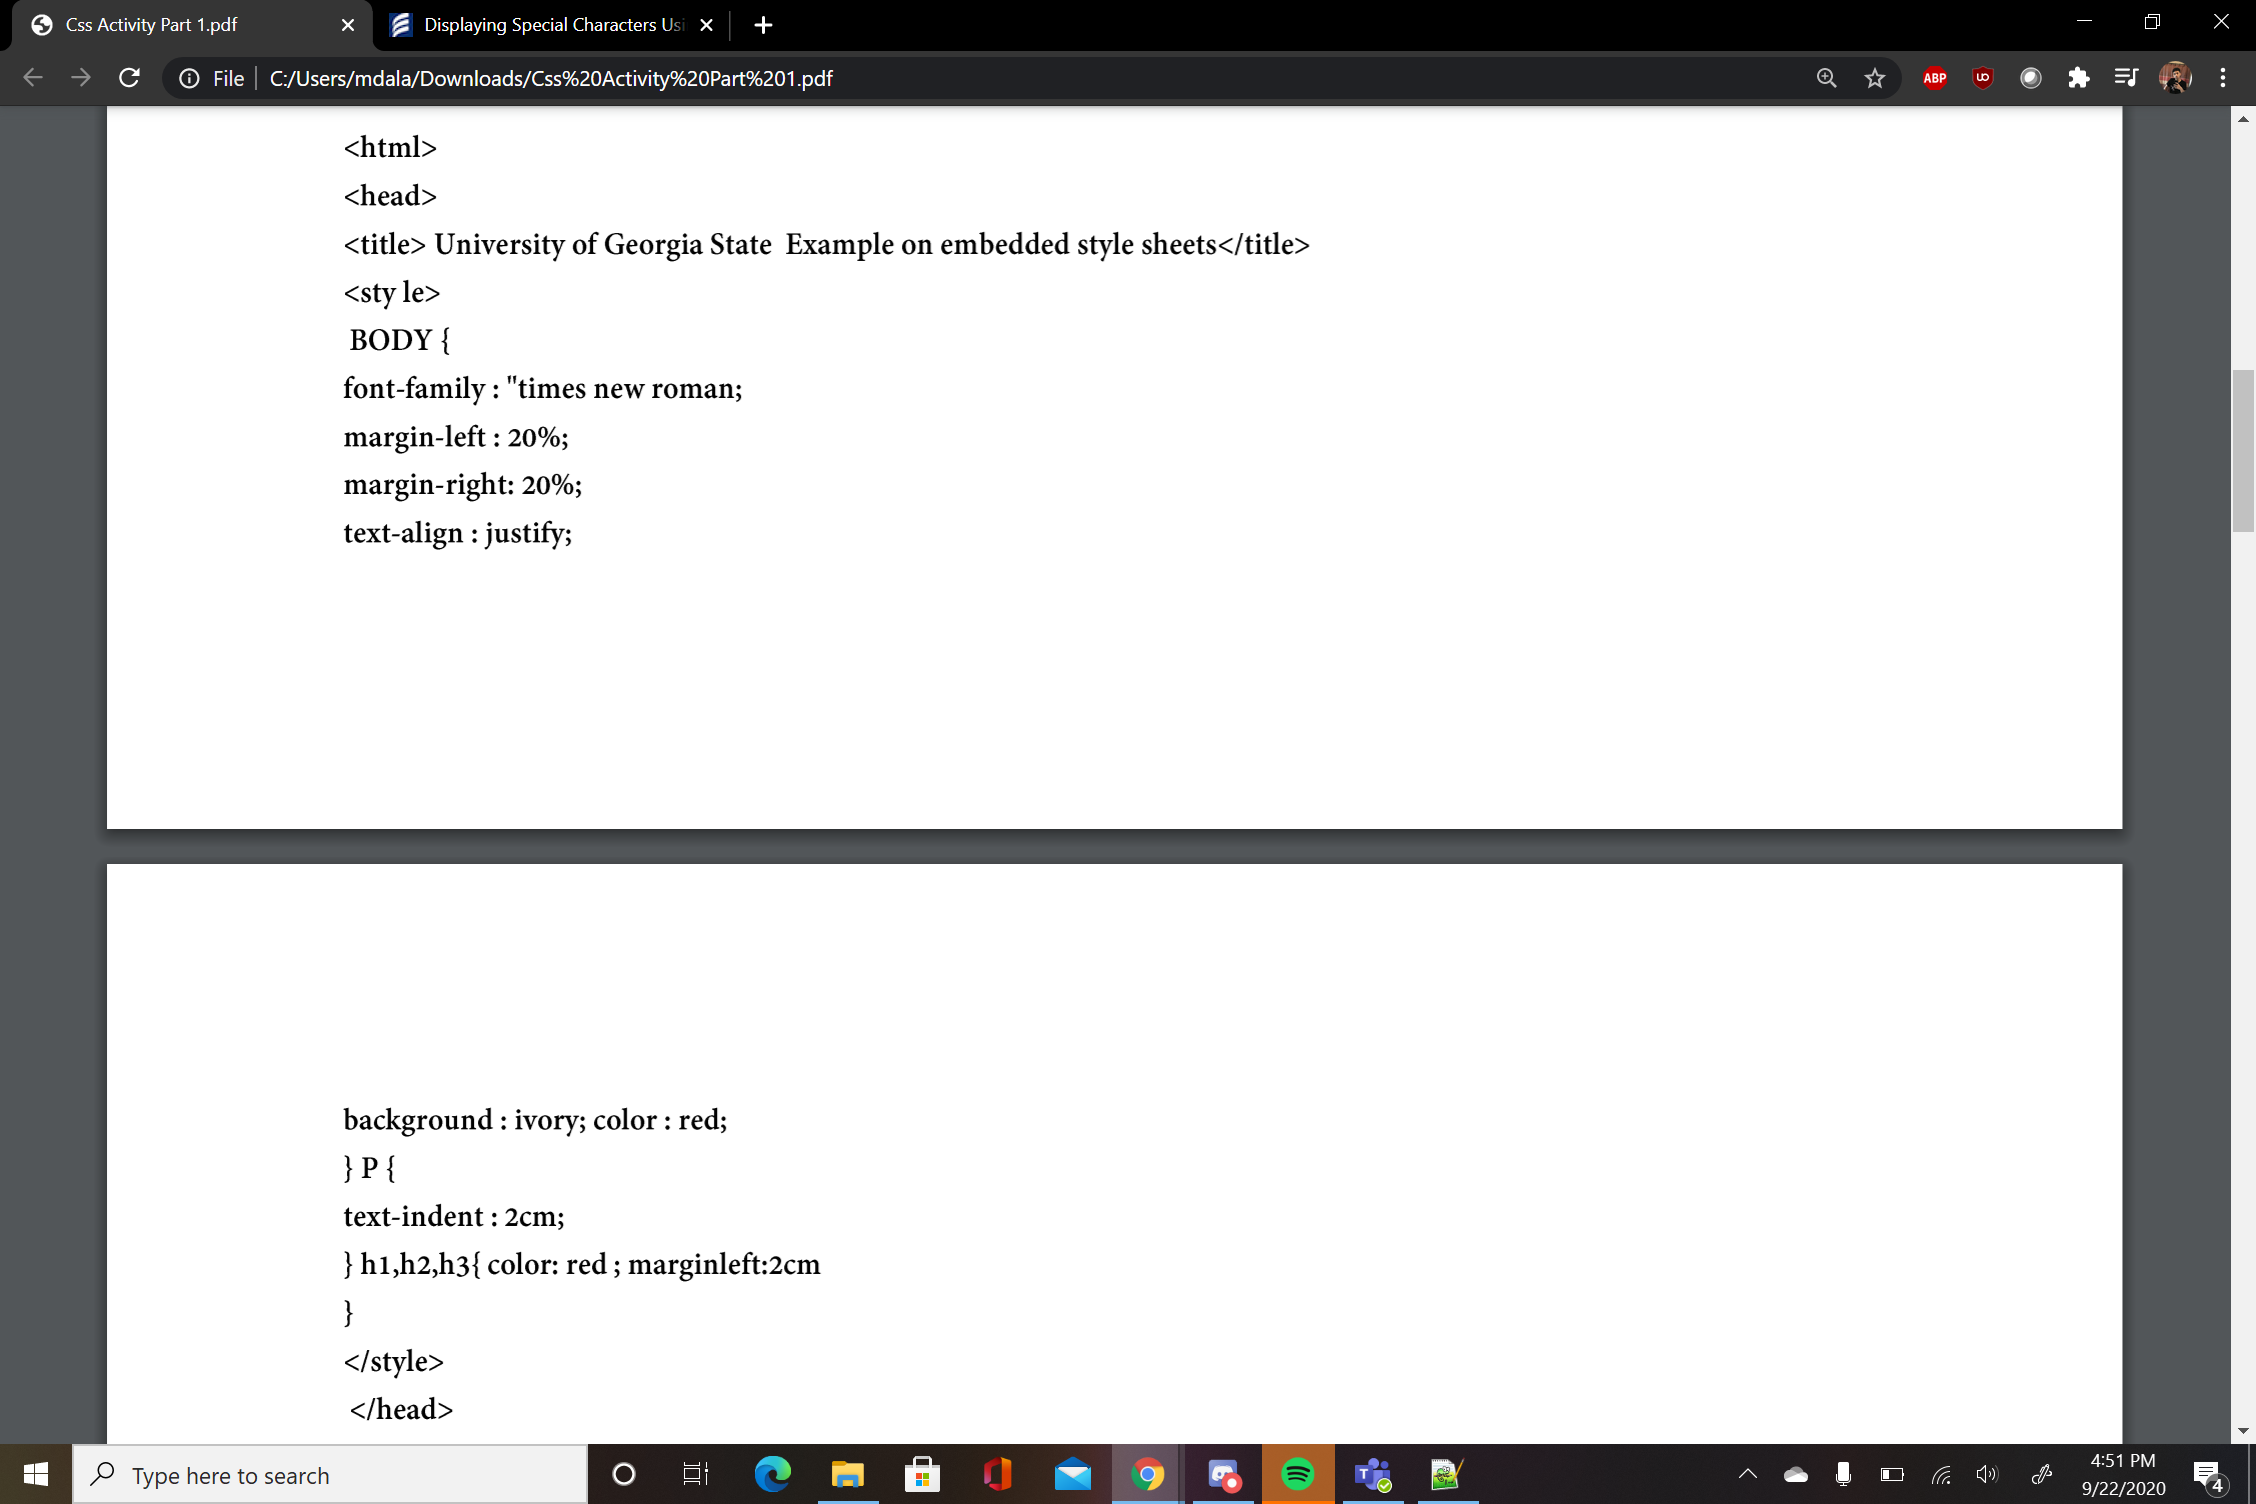 Css Activity Part 1.pdf
Displaying Special Characters Usi
File
C:/Users/mdala/Downloads/Css%20Activity%20Part%201.pdf
ABP
<html>
<head>
<title> University of Georgia State  Example on embedded style sheets</title>
<sty le>
BODY {
font-family : "times new roman;
margin-left : 20%;
margin-right: 20%;
text-align : justify;
background : ivory; color : red;
} P {
text-indent : 2cm;
} h1,h2,h3{ color: red ; marginleft:2cm
}
</style>
</head>
Type here to search
4:51 PM
9/22/2020
4